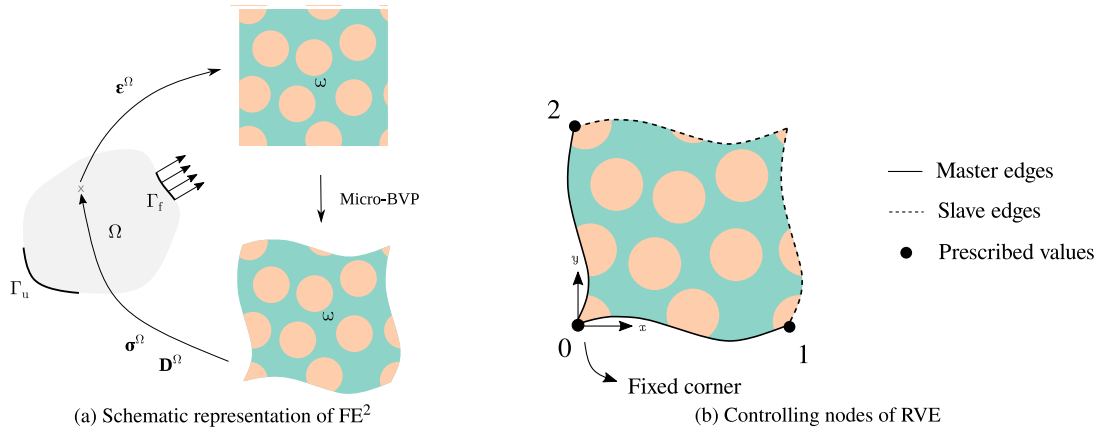 ω
ε^Ω
Micro-BVP
Γ_f
Ω
Γ_u
ω
σ^Ω
D^Ω
(a) Schematic representation of FE²
2
Master edges
Slave edges
Prescribed values
y
x
0
1
Fixed corner
(b) Controlling nodes of RVE